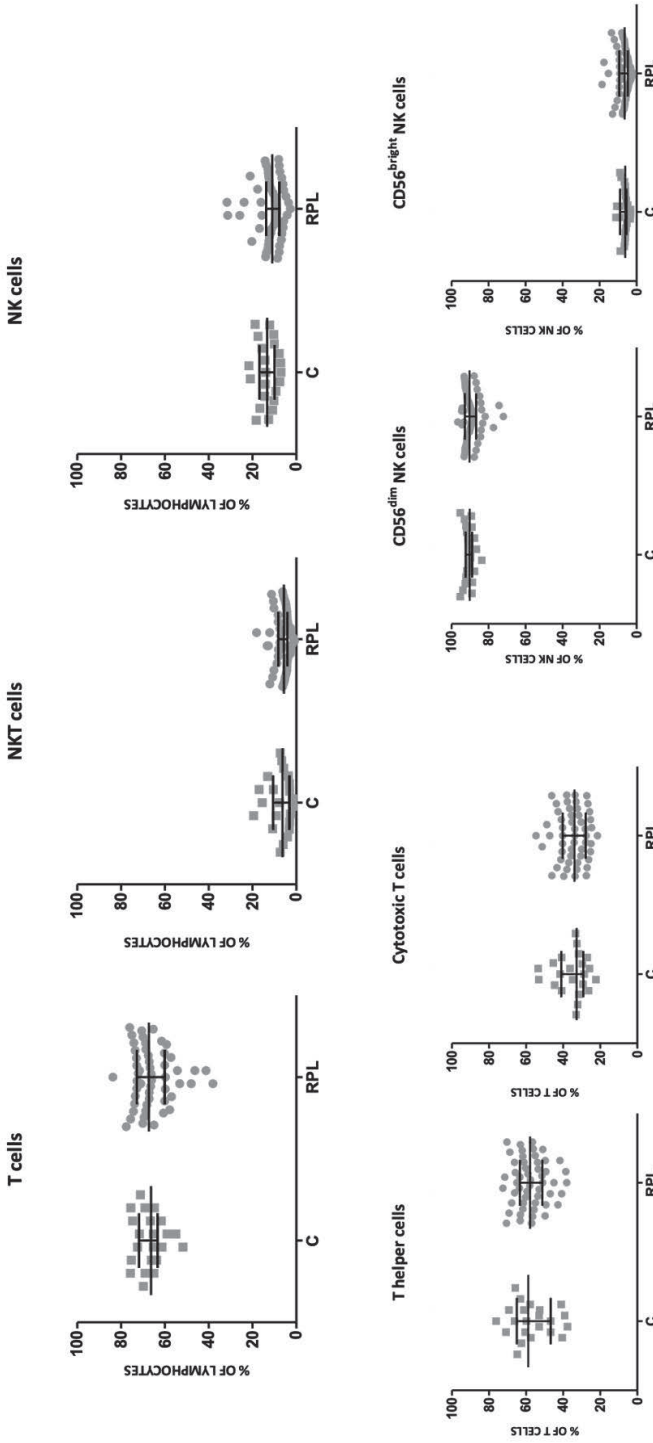 T cells
% OF LYMPHOCYTES
100
80
60
40
20
0
C
RPL
NKT cells
% OF LYMPHOCYTES
100
80
60
40
20
0
C
RPL
NK cells
% OF LYMPHOCYTES
100
80
60
40
20
0
C
RPL
T helper cells
% OF T CELLS
100
80
60
40
20
0
C
RPL
Cytotoxic T cells
% OF T CELLS
100
80
60
40
20
0
C
RPL
CD56dim NK cells
% OF NK CELLS
100
80
60
40
20
0
C
RPL
CD56bright NK cells
% OF NK CELLS
100
80
60
40
20
0
C
RPL